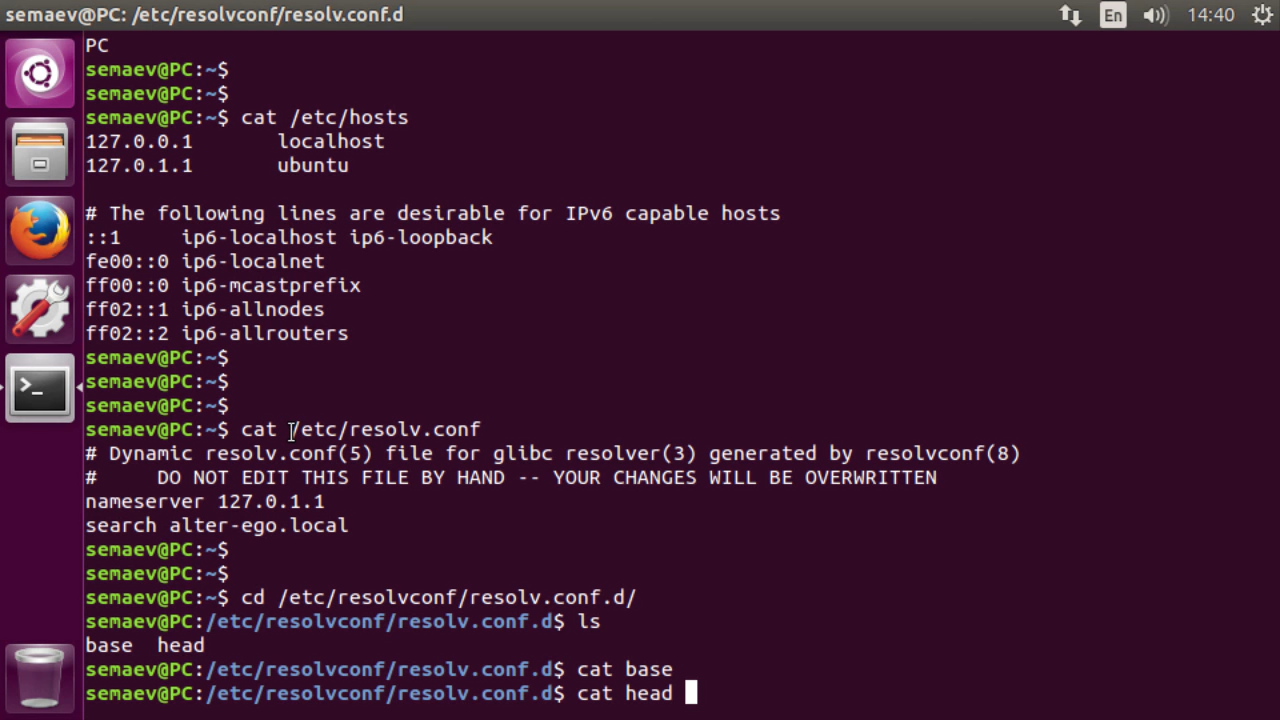 semaev@PC: /etc/resolvconf/resolv.conf.d
En
14:40
PC
semaev@PC:~$
semaev@PC:~$
semaev@PC:~$ cat /etc/hosts
127.0.0.1       localhost
127.0.1.1       ubuntu
# The following lines are desirable for IPv6 capable hosts
::1     ip6-localhost ip6-loopback
fe00::0 ip6-localnet
ff00::0 ip6-mcastprefix
ff02::1 ip6-allnodes
ff02::2 ip6-allrouters
semaev@PC:~$
semaev@PC:~$
semaev@PC:~$
semaev@PC:~$ cat /etc/resolv.conf
# Dynamic resolv.conf(5) file for glibc resolver(3) generated by resolvconf(8)
#     DO NOT EDIT THIS FILE BY HAND -- YOUR CHANGES WILL BE OVERWRITTEN
nameserver 127.0.1.1
search alter-ego.local
semaev@PC:~$
semaev@PC:~$
semaev@PC:~$ cd /etc/resolvconf/resolv.conf.d/
semaev@PC:/etc/resolvconf/resolv.conf.d$ ls
base  head
semaev@PC:/etc/resolvconf/resolv.conf.d$ cat base
semaev@PC:/etc/resolvconf/resolv.conf.d$ cat head